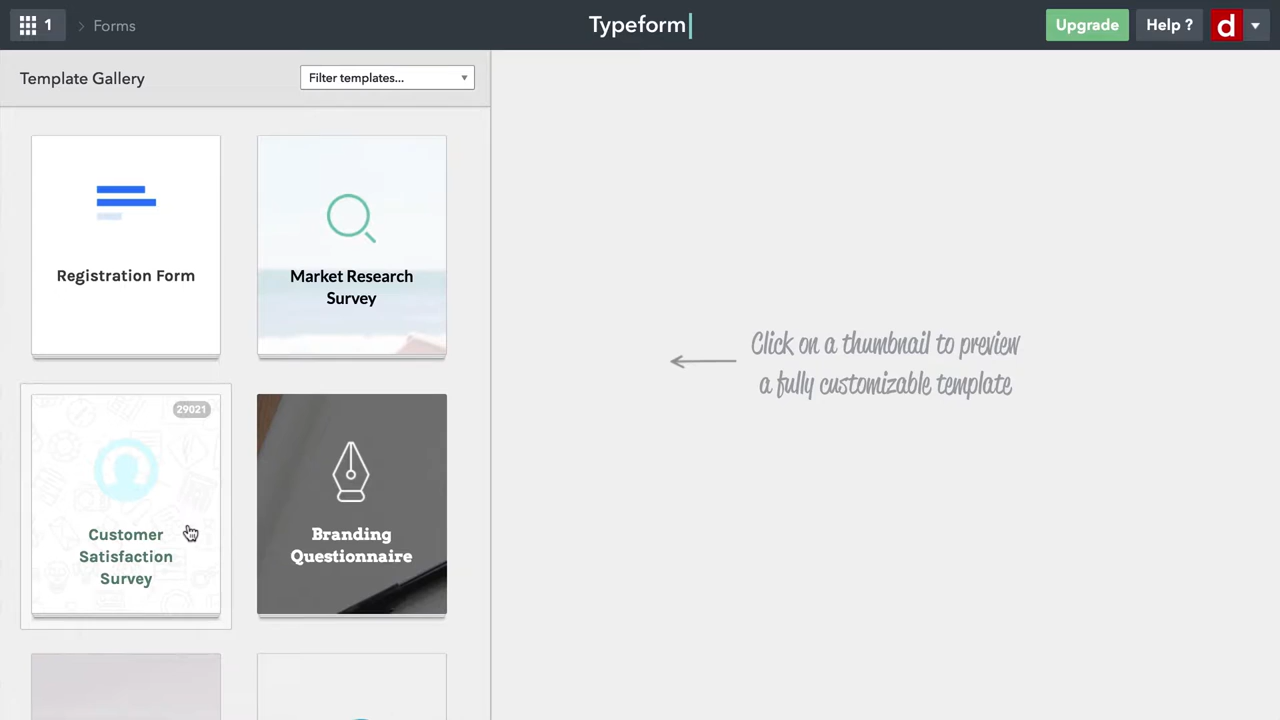 1 > Forms
Typeform
Upgrade
Help ?
d
Template Gallery
Filter templates...
Registration Form
Market Research
Survey
29021
Customer
Satisfaction
Survey
Branding
Questionnaire
Click on a thumbnail to preview
a fully customizable template